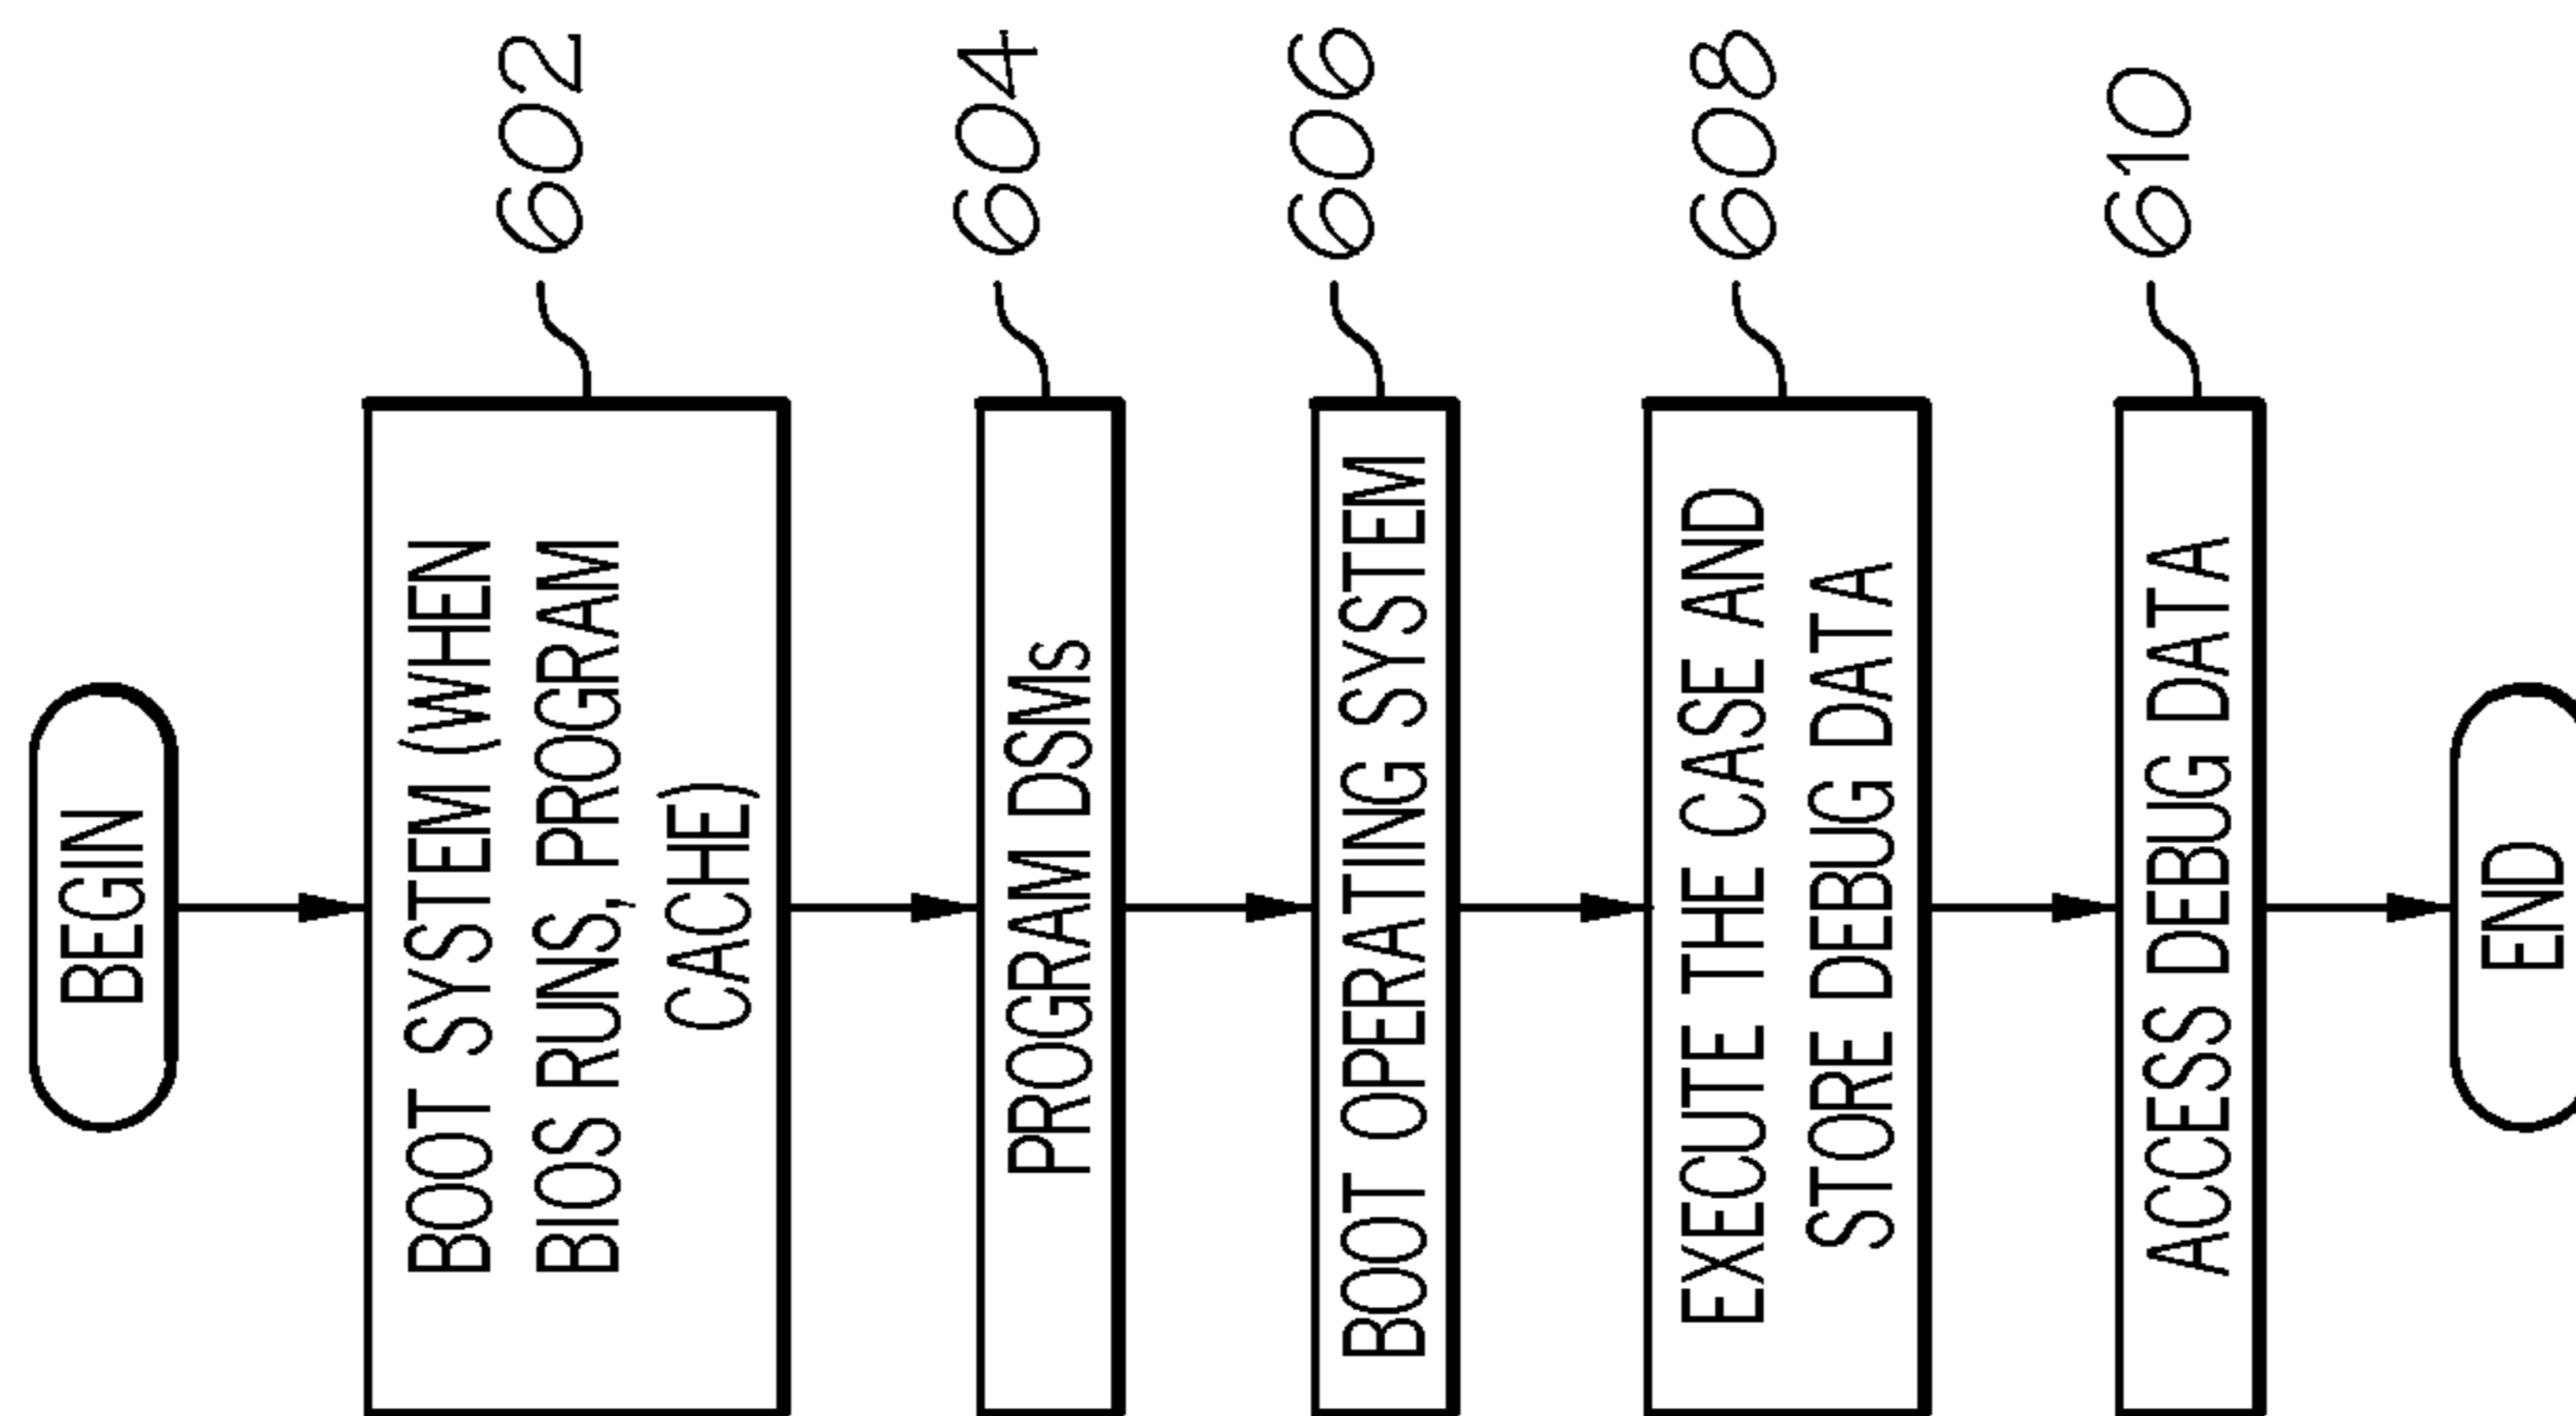 BEGIN
BOOT SYSTEM (WHEN
BIOS RUNS, PROGRAM
CACHE)
602
PROGRAM DSMs
604
BOOT OPERATING SYSTEM
606
EXECUTE THE CASE AND
STORE DEBUG DATA
608
ACCESS DEBUG DATA
610
END